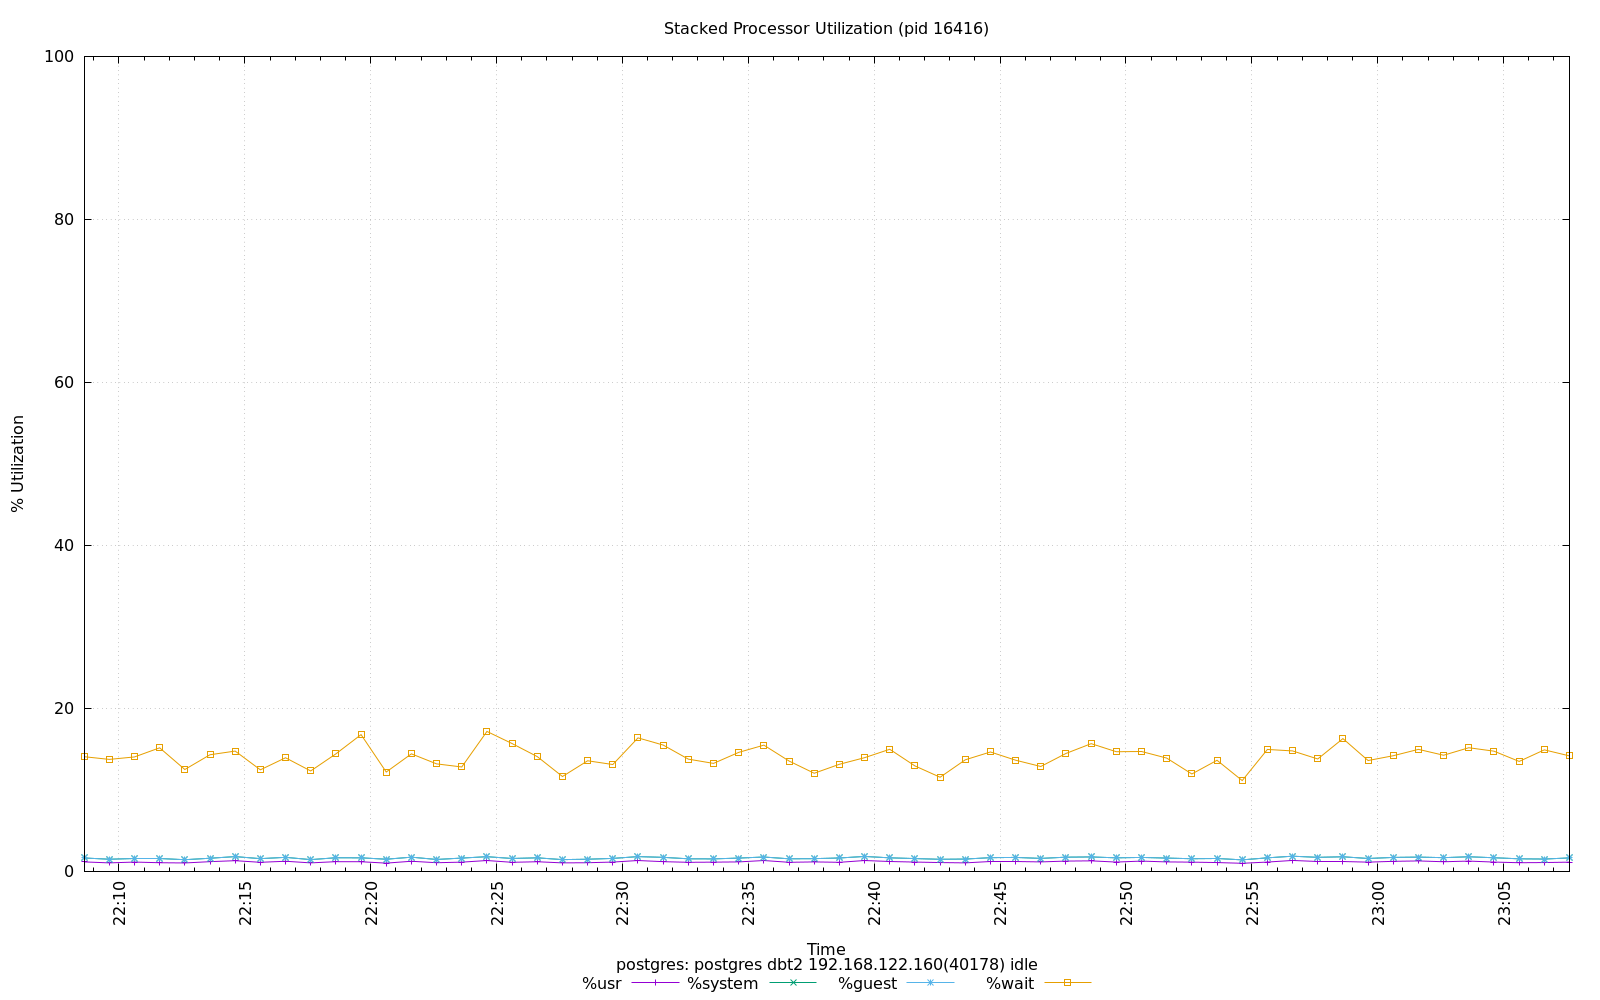 Stacked Processor Utilization (pid 16416)
100
80
60
40
20
0
% Utilization
22:10 22:15 22:20 22:25 22:30 22:35 22:40 22:45 22:50 22:55 23:00 23:05
Time
postgres: postgres dbt2 192.168.122.160(40178) idle
%usr %system %guest %wait